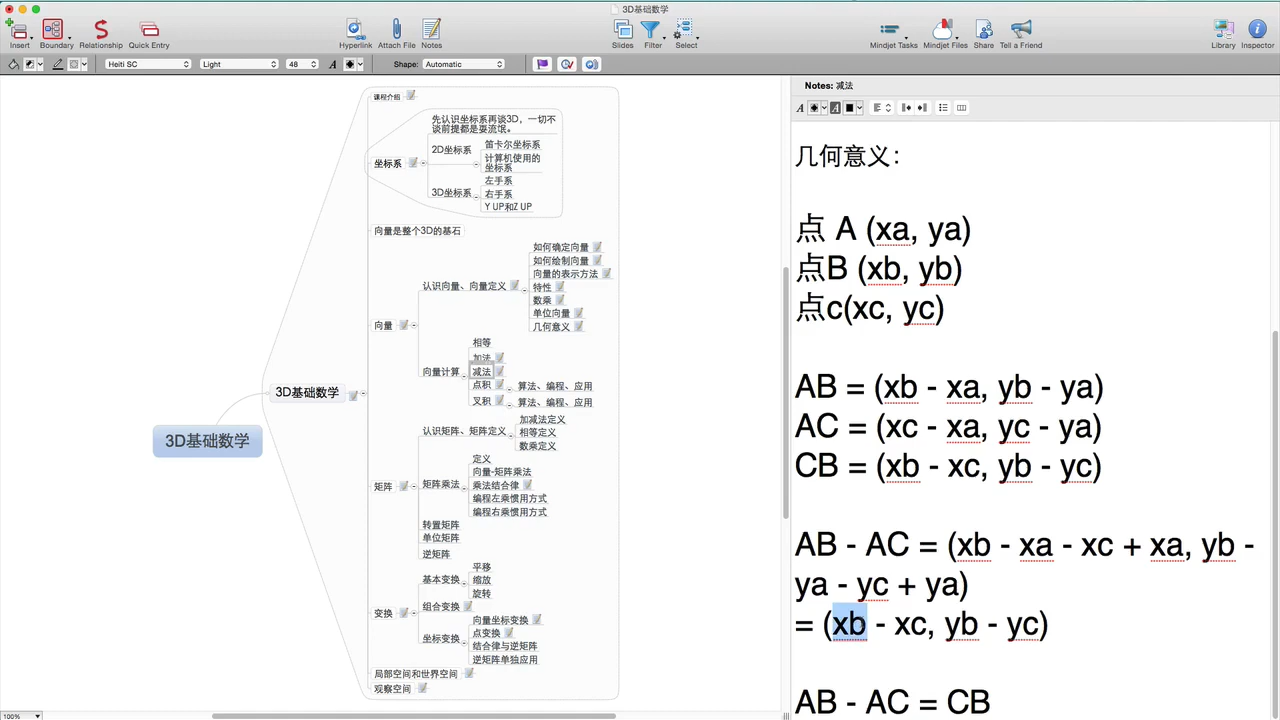 3D基础数学
Insert
Boundary
Relationship
Quick Entry
Hyperlink
Attach File
Notes
Slides
Filter
Select
Mindjet Tasks
Mindjet Files
Share
Tell a Friend
Library
Inspector
Heiti SC
Light
48
A
Shape:
Automatic
3D基础数学
3D基础数学
课程介绍
坐标系
先认识坐标系再谈3D，一切不
谈前提都是耍流氓。
2D坐标系
笛卡尔坐标系
计算机使用的
坐标系
3D坐标系
左手系
右手系
Y UP和Z UP
向量是整个3D的基石
向量
认识向量、向量定义
如何确定向量
如何绘制向量
向量的表示方法
特性
数乘
单位向量
几何意义
向量计算
相等
加法
减法
点积
算法、编程、应用
叉积
算法、编程、应用
矩阵
认识矩阵、矩阵定义
加减法定义
相等定义
数乘定义
矩阵乘法
定义
向量-矩阵乘法
乘法结合律
编程左乘惯用方式
编程右乘惯用方式
转置矩阵
单位矩阵
逆矩阵
变换
基本变换
平移
缩放
旋转
组合变换
坐标变换
向量坐标变换
点变换
结合律与逆矩阵
逆矩阵单独应用
局部空间和世界空间
观察空间
100%
Notes: 减法
A
A
几何意义：
点 A (xa, ya)
点B (xb, yb)
点c(xc, yc)
AB = (xb - xa, yb - ya)
AC = (xc - xa, yc - ya)
CB = (xb - xc, yb - yc)
AB - AC = (xb - xa - xc + xa, yb -
ya - yc + ya)
= (xb - xc, yb - yc)
AB - AC = CB